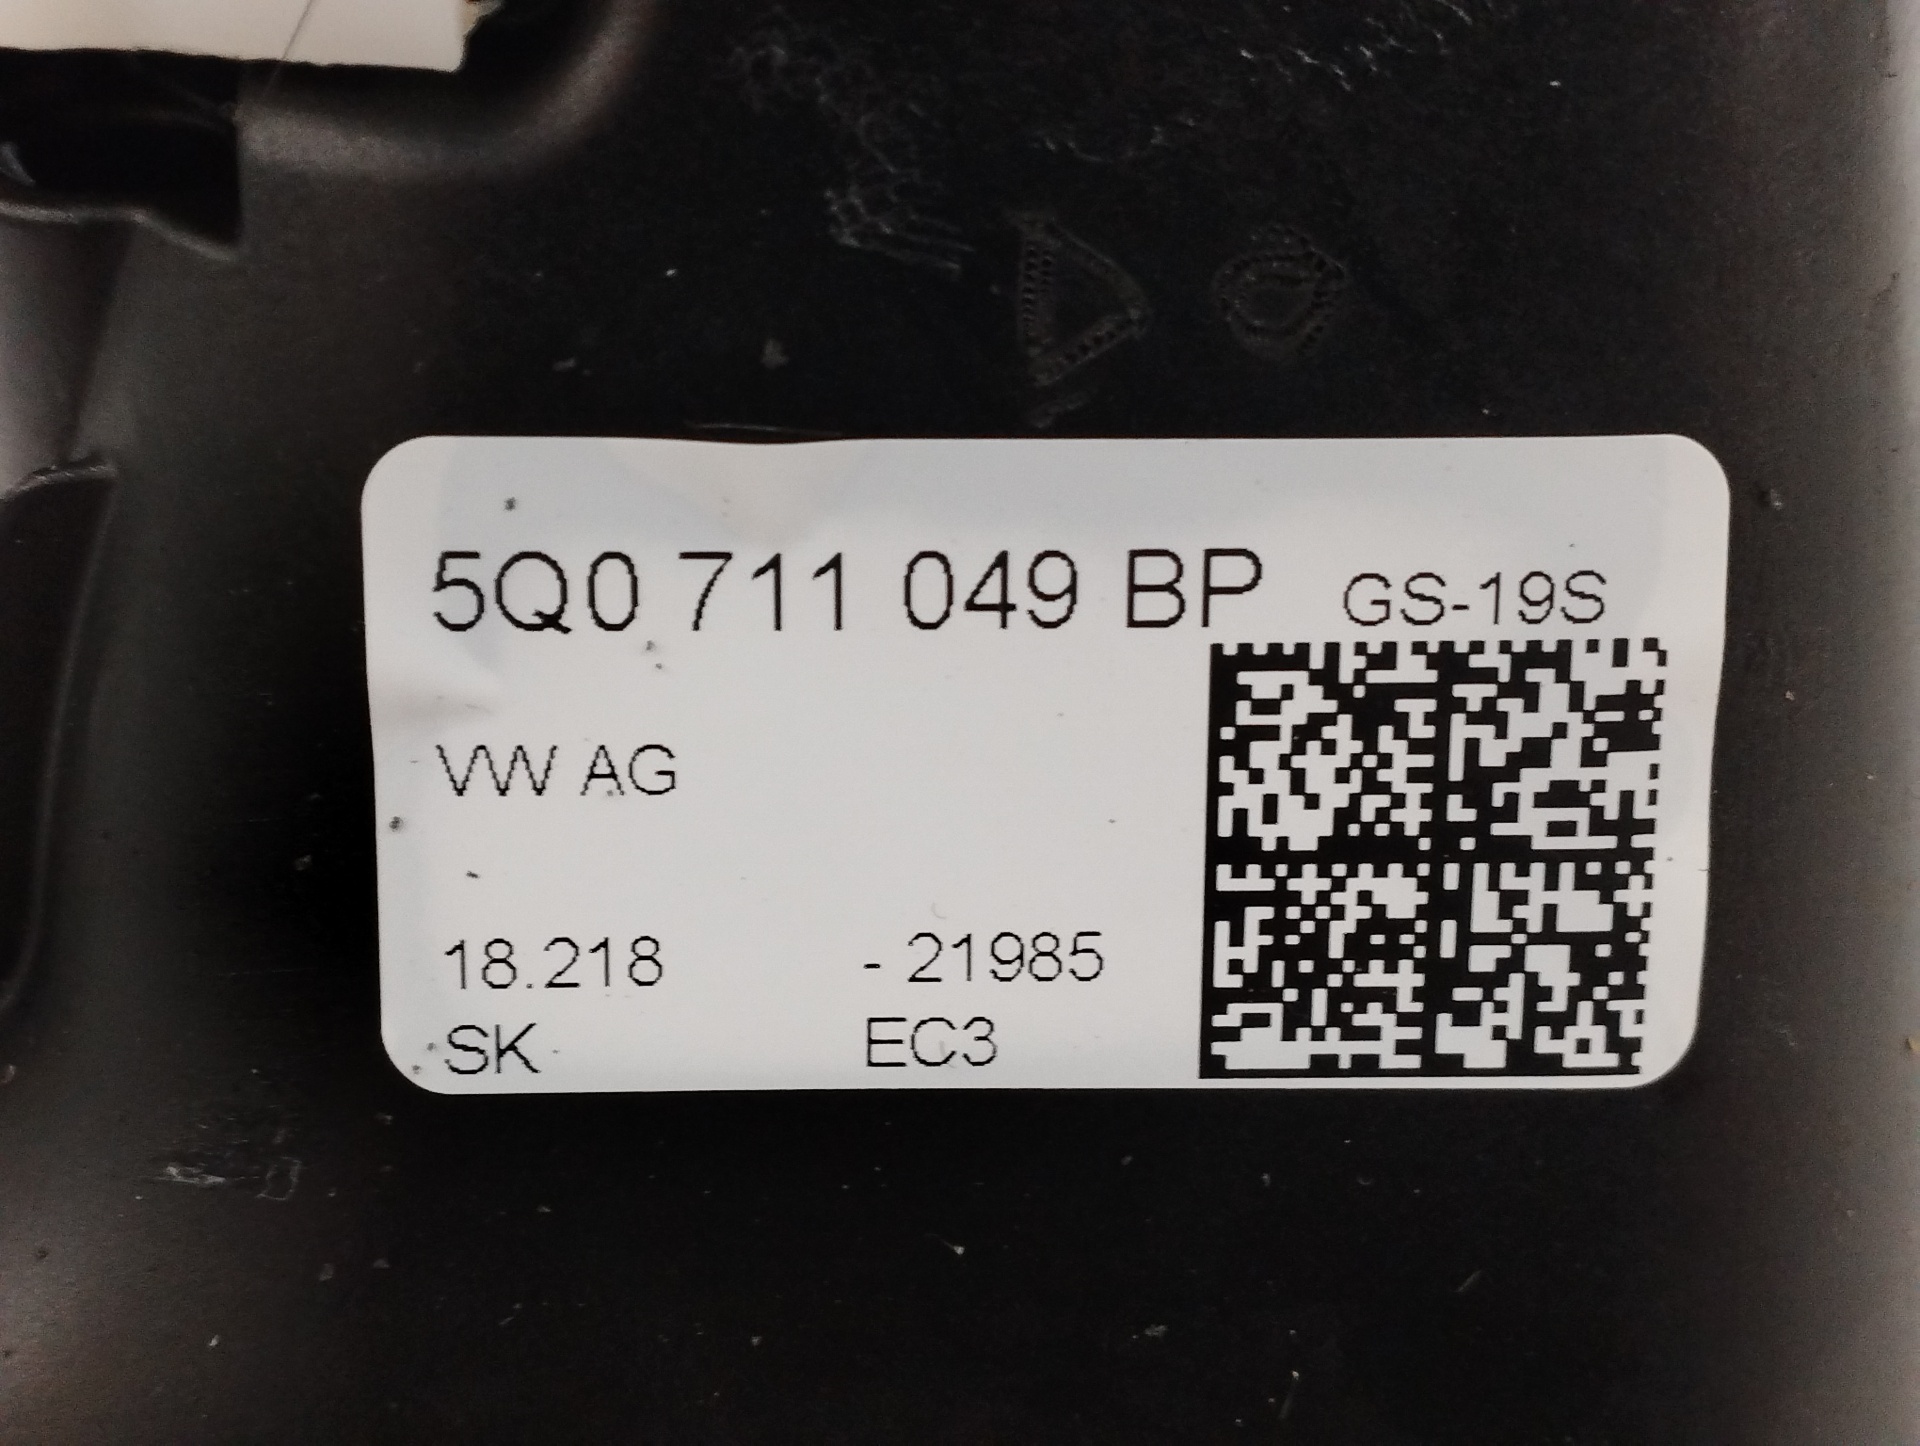 5Q0 711 049 BP GS-19S
VW AG
18.218 - 21985
SK EC3